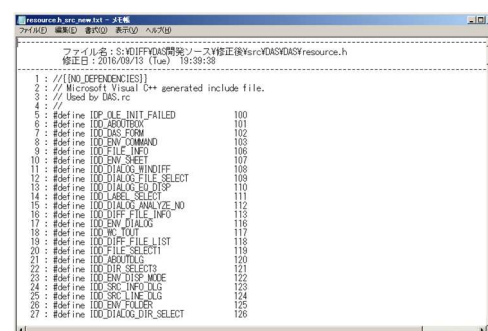 resource.h_src_new.txt - メモ帳
ファイル(F) 編集(E) 書式(O) 表示(V) ヘルプ(H)
ファイル名：S:¥DIFF¥DAS開発ソース¥修正後¥src¥DAS¥DAS¥resource.h
修正日：2016/09/13 (Tue) 19:39:38
1 : //{{NO_DEPENDENCIES}}
2 : // Microsoft Visual C++ generated include file.
3 : // Used by DAS.rc
4 : //
5 : #define IDP_OLE_INIT_FAILED 100
6 : #define IDD_ABOUTBOX 101
7 : #define IDD_DAS_FORM 102
8 : #define IDD_ENV_COMMAND 103
9 : #define IDD_FILE_INFO 106
10 : #define IDD_ENV_SHEET 107
11 : #define IDD_DIALOG_WINDIFF 108
12 : #define IDD_DIALOG_FILE_SELECT 109
13 : #define IDD_DIALOG_EQ_DISP 110
14 : #define IDD_LABEL_SELECT 111
15 : #define IDD_DIALOG_ANALYZE_NO 112
16 : #define IDD_DIFF_FILE_INFO 113
17 : #define IDD_ENV_DIALOG 116
18 : #define IDD_WC_TOUT 117
19 : #define IDD_DIFF_FILE_LIST 118
20 : #define IDD_FILE_SELECT1 119
21 : #define IDD_ABOUTDLG 120
22 : #define IDD_DIR_SELECT3 121
23 : #define IDD_ENV_DISP_MODE 122
24 : #define IDD_SRC_INFO_DLG 123
25 : #define IDD_SRC_LINE_DLG 124
26 : #define IDD_ENV_FOLDER 125
27 : #define IDD_DIALOG_DIR_SELECT 126